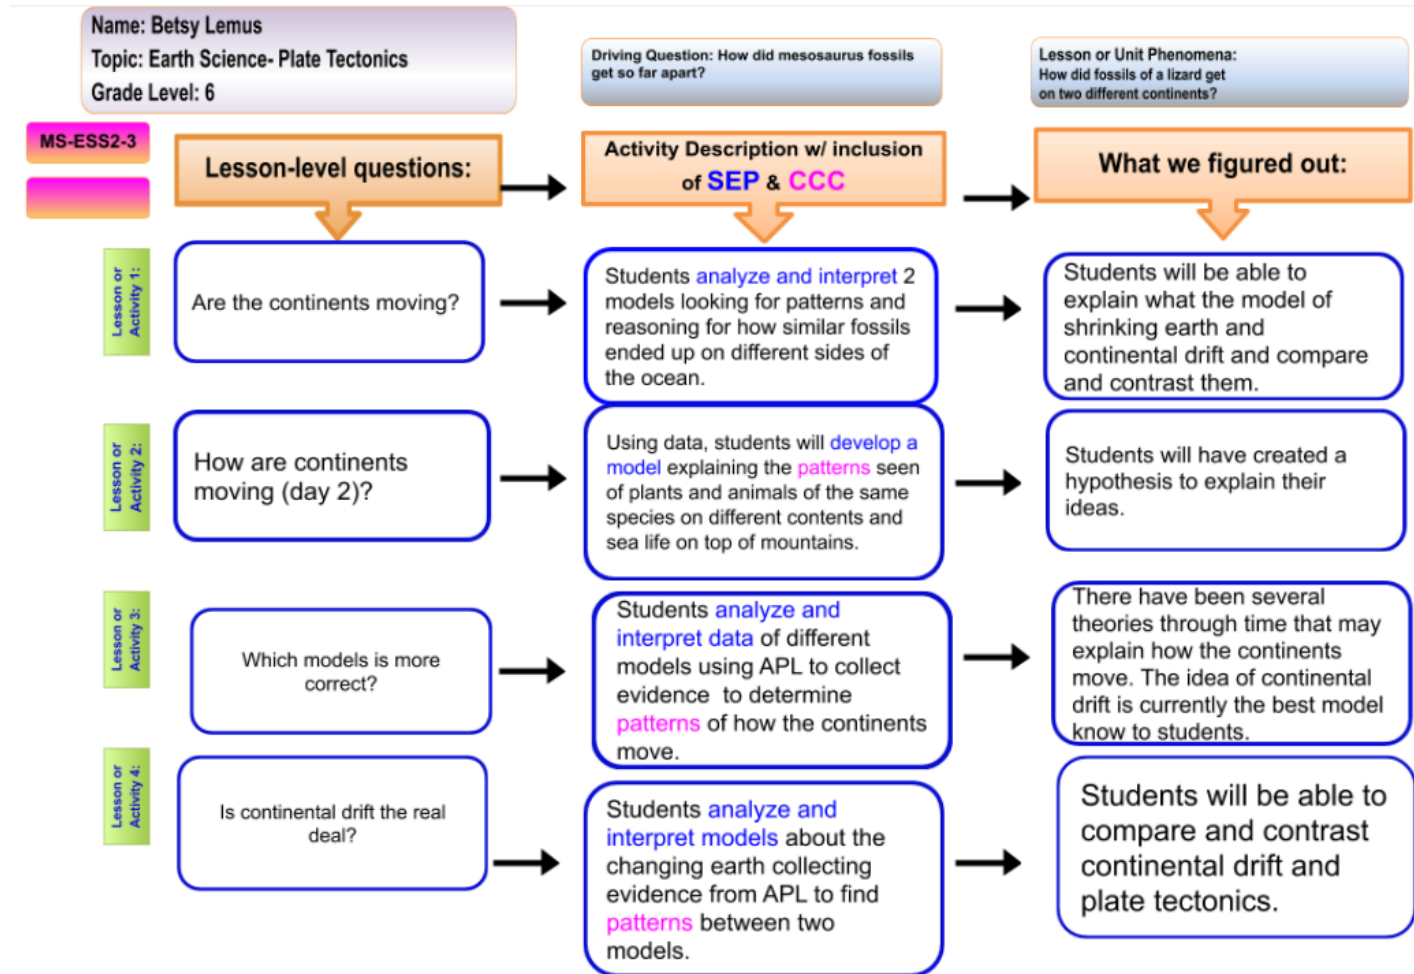 Name: Betsy Lemus
Topic: Earth Science- Plate Tectonics
Grade Level: 6
Driving Question: How did mesosaurus fossils
get so far apart?
Lesson or Unit Phenomena:
How did fossils of a lizard get
on two different continents?
MS-ESS2-3
Lesson-level questions:
Activity Description w/ inclusion
of SEP & CCC
What we figured out:
Lesson or
Activity 1:
Are the continents moving?
Students analyze and interpret 2
models looking for patterns and
reasoning for how similar fossils
ended up on different sides of
the ocean.
Students will be able to
explain what the model of
shrinking earth and
continental drift and compare
and contrast them.
Lesson or
Activity 2:
How are continents
moving (day 2)?
Using data, students will develop a
model explaining the patterns seen
of plants and animals of the same
species on different contents and
sea life on top of mountains.
Students will have created a
hypothesis to explain their
ideas.
Lesson or
Activity 3:
Which models is more
correct?
Students analyze and
interpret data of different
models using APL to collect
evidence to determine
patterns of how the continents
move.
There have been several
theories through time that may
explain how the continents
move. The idea of continental
drift is currently the best model
know to students.
Lesson or
Activity 4:
Is continental drift the real
deal?
Students analyze and
interpret models about the
changing earth collecting
evidence from APL to find
patterns between two
models.
Students will be able to
compare and contrast
continental drift and
plate tectonics.